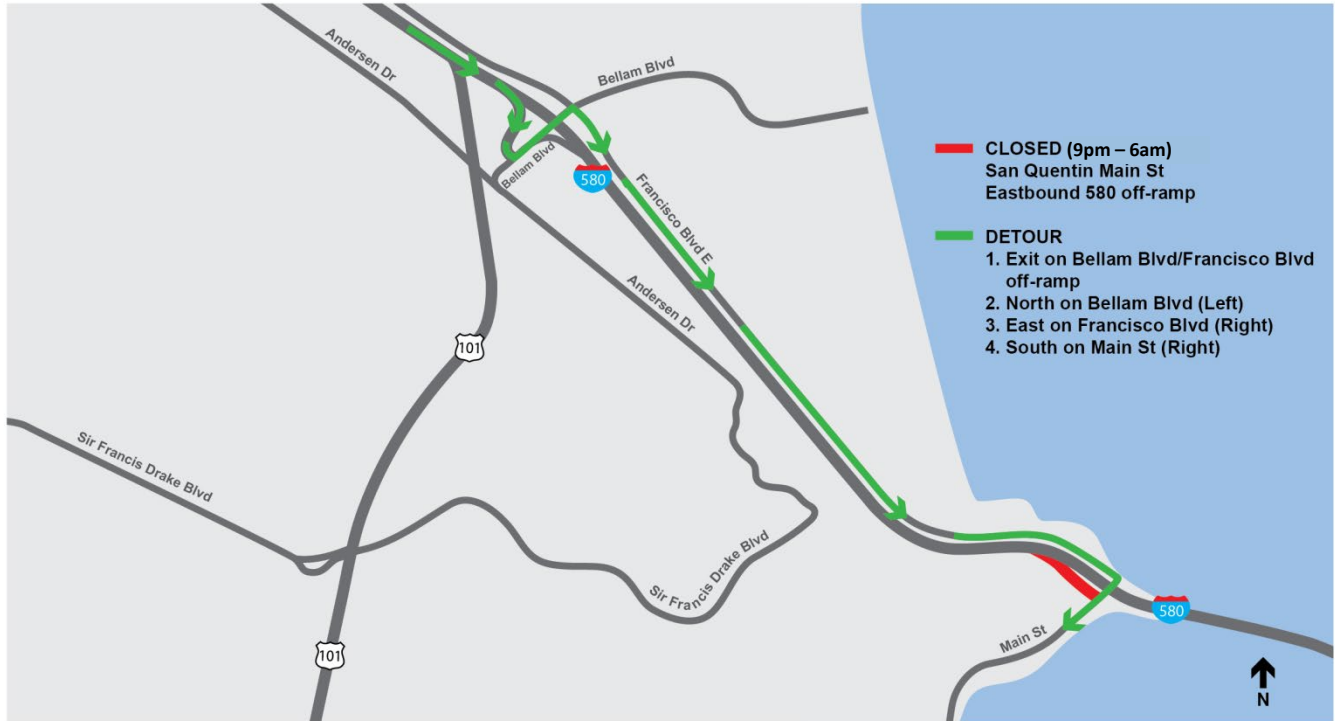 Andersen Dr
Bellam Blvd
Bellam Blvd
580
Francisco Blvd E
Andersen Dr
101
Sir Francis Drake Blvd
Sir Francis Drake Blvd
101
Main St
580
N
CLOSED (9pm – 6am)
San Quentin Main St
Eastbound 580 off-ramp
DETOUR
1. Exit on Bellam Blvd/Francisco Blvd
off-ramp
2. North on Bellam Blvd (Left)
3. East on Francisco Blvd (Right)
4. South on Main St (Right)